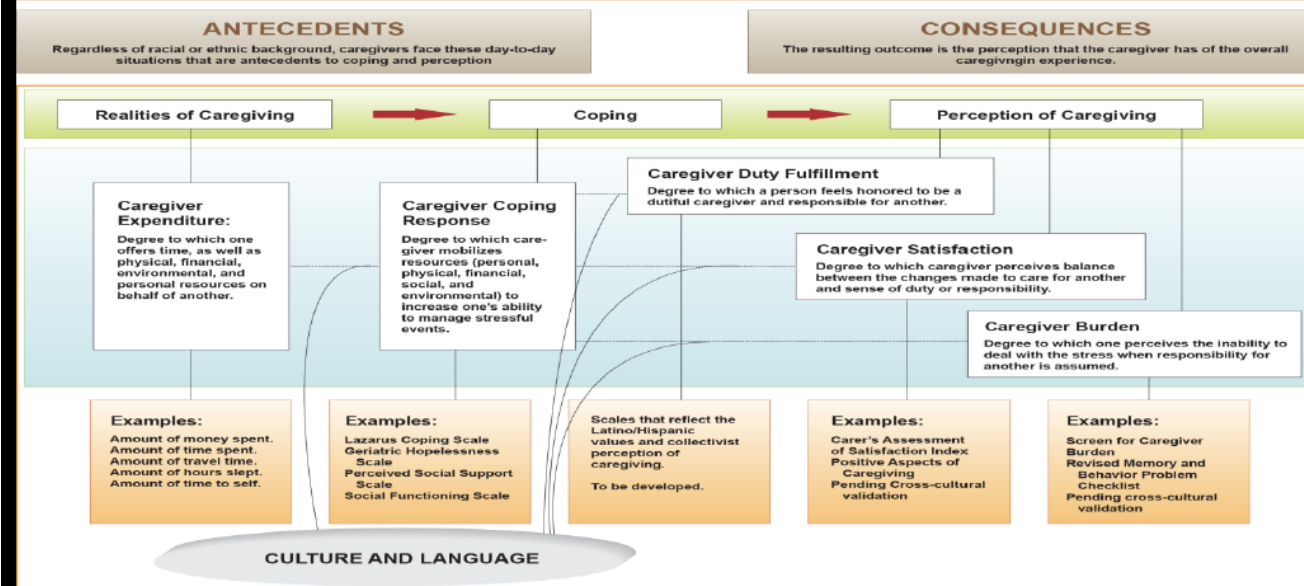 ANTECEDENTS
Regardless of racial or ethnic background, caregivers face these day-to-day
situations that are antecedents to coping and perception
CONSEQUENCES
The resulting outcome is the perception that the caregiver has of the overall
caregivngin experience.
Realities of Caregiving
Coping
Perception of Caregiving
Caregiver
Expenditure:
Degree to which one
offers time, as well as
physical, financial,
environmental, and
personal resources on
behalf of another.
Caregiver Coping
Response
Degree to which care-
giver mobilizes
resources (personal,
physical, financial,
social, and
environmental) to
increase one's ability
to manage stressful
events.
Caregiver Duty Fulfillment
Degree to which a person feels honored to be a
dutiful caregiver and responsible for another.
Caregiver Satisfaction
Degree to which caregiver perceives balance
between the changes made to care for another
and sense of duty or responsibility.
Caregiver Burden
Degree to which one perceives the inability to
deal with the stress when responsibility for
another is assumed.
Examples:
Amount of money spent.
Amount of time spent.
Amount of travel time.
Amount of hours slept.
Amount of time to self.
Examples:
Lazarus Coping Scale
Geriatric Hopelessness
Scale
Perceived Social Support
Scale
Social Functioning Scale
Scales that reflect the
Latino/Hispanic
values and collectivist
perception of
caregiving.
To be developed.
Examples:
Carer's Assessment
of Satisfaction Index
Positive Aspects of
Caregiving
Pending Cross-cultural
validation
Examples:
Screen for Caregiver
Burden
Revised Memory and
Behavior Problem
Checklist
Pending cross-cultural
validation
CULTURE AND LANGUAGE